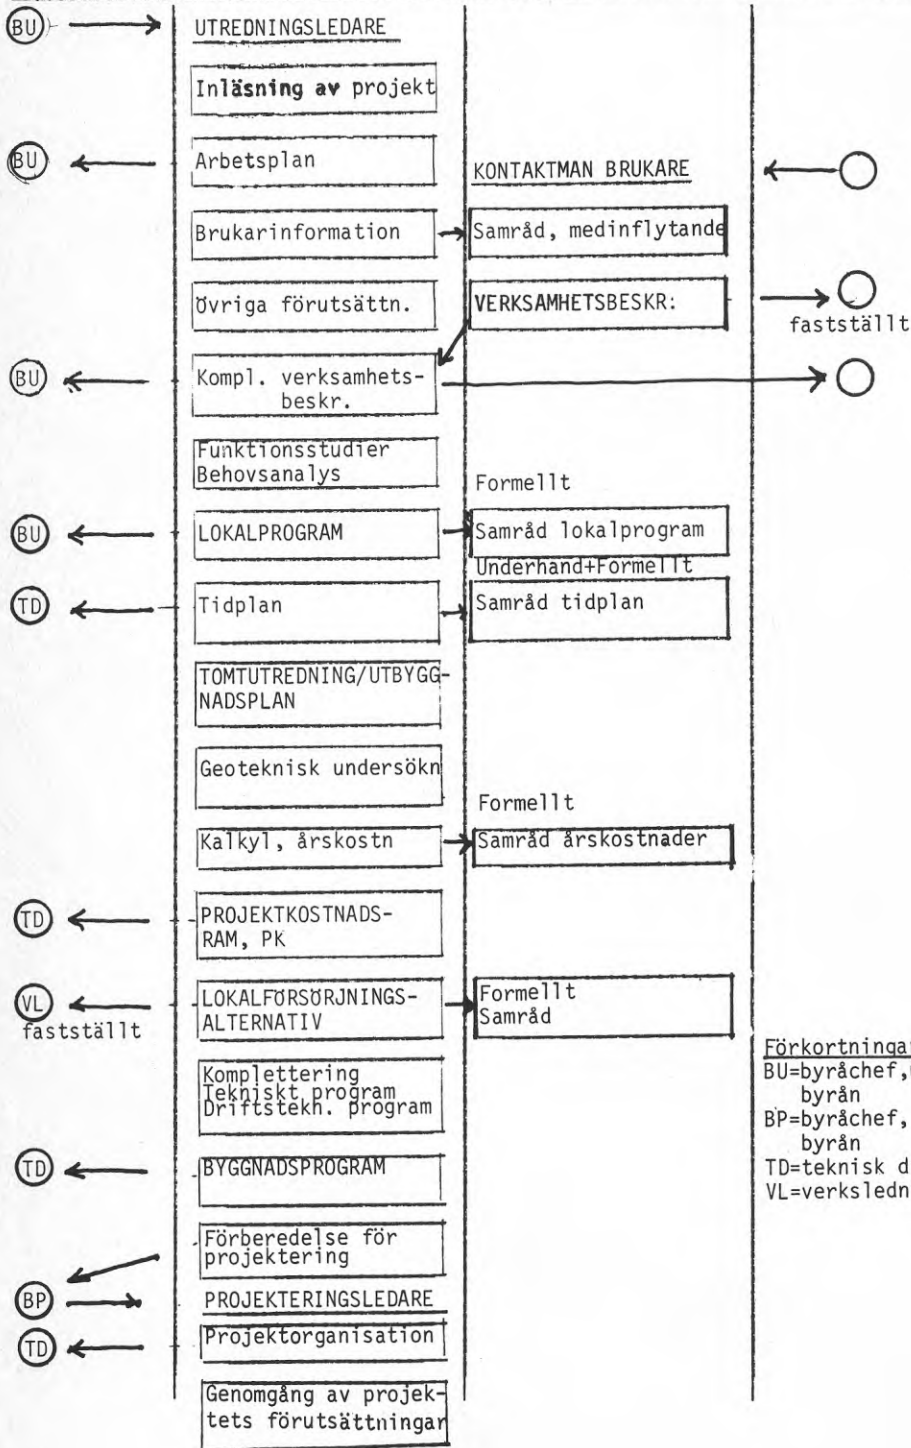 BU
UTREDNINGSLEDARE
Inläsning av projekt
BU
Arbetsplan
KONTAKTMAN BRUKARE
Brukarinformation
Samråd, medinflytande
Övriga förutsättn.
VERKSAMHETSBESKR:
fastställt
BU
Kompl. verksamhets-
beskr.
Funktionsstudier
Behovsanalys
Formellt
BU
LOKALPROGRAM
Samråd lokalprogram
Underhand+Formellt
TD
Tidplan
Samråd tidplan
TOMTUTREDNING/UTBYGG-
NADSPLAN
Geoteknisk undersökn
Formellt
Kalkyl, årskostn
Samråd årskostnader
TD
PROJEKTKOSTNADS-
RAM, PK
VL
fastställt
LOKALFÖRSÖRJNINGS-
ALTERNATIV
Formellt
Samråd
Förkortningar
BU=byråchef,
byrån
BP=byråchef,
byrån
TD=teknisk d
VL=verksledn
Komplettering
Tekniskt program
Driftstekh. program
TD
BYGGNADSPROGRAM
Förberedelse för
projektering
BP
PROJEKTERINGSLEDARE
TD
Projektorganisation
Genomgång av projek-
tets förutsättningar